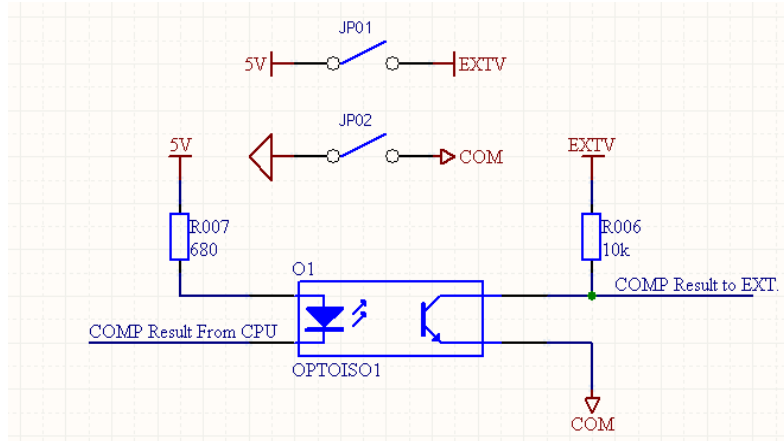 JP01
5V
EXTV
JP02
COM
5V
EXTV
R007
680
R006
10k
O1
COMP Result to EXT.
COMP Result From CPU
OPTOISO1
COM